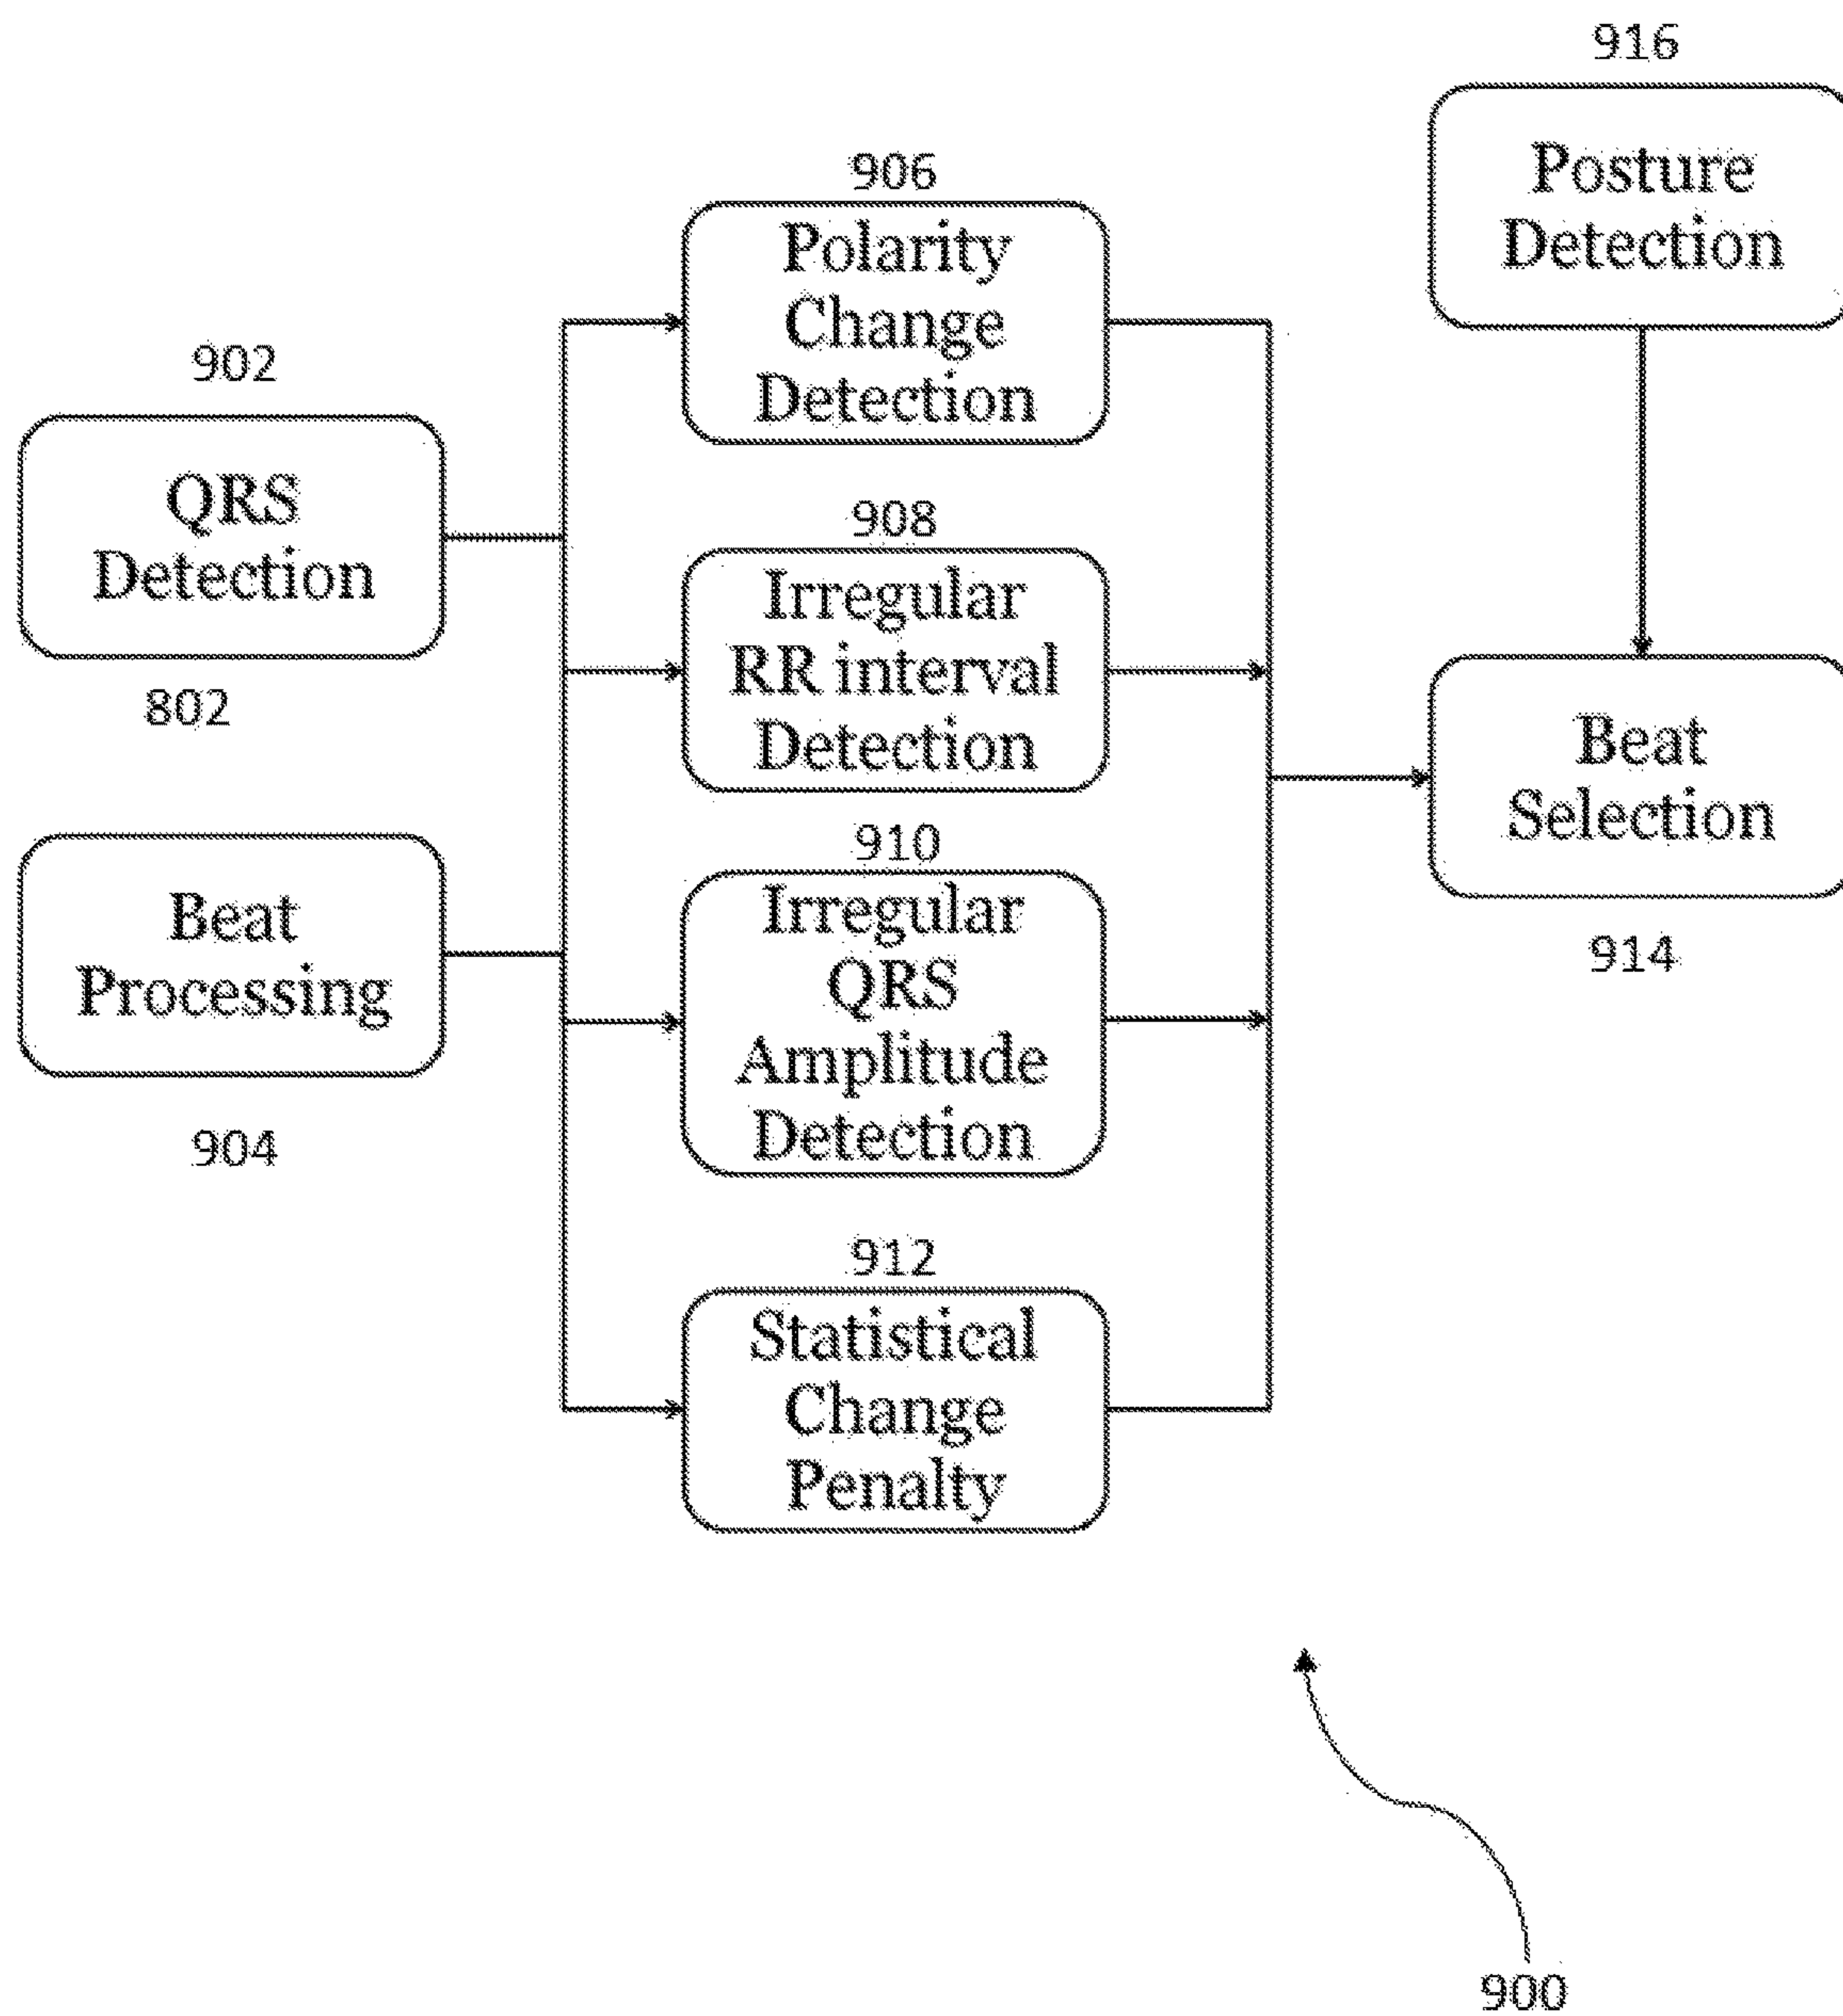 916
Posture
Detection
906
Polarity
Change
Detection
902
QRS
Detection
802
908
Irregular
RR interval
Detection
Beat
Selection
914
Beat
Processing
904
910
Irregular
QRS
Amplitude
Detection
912
Statistical
Change
Penalty
900